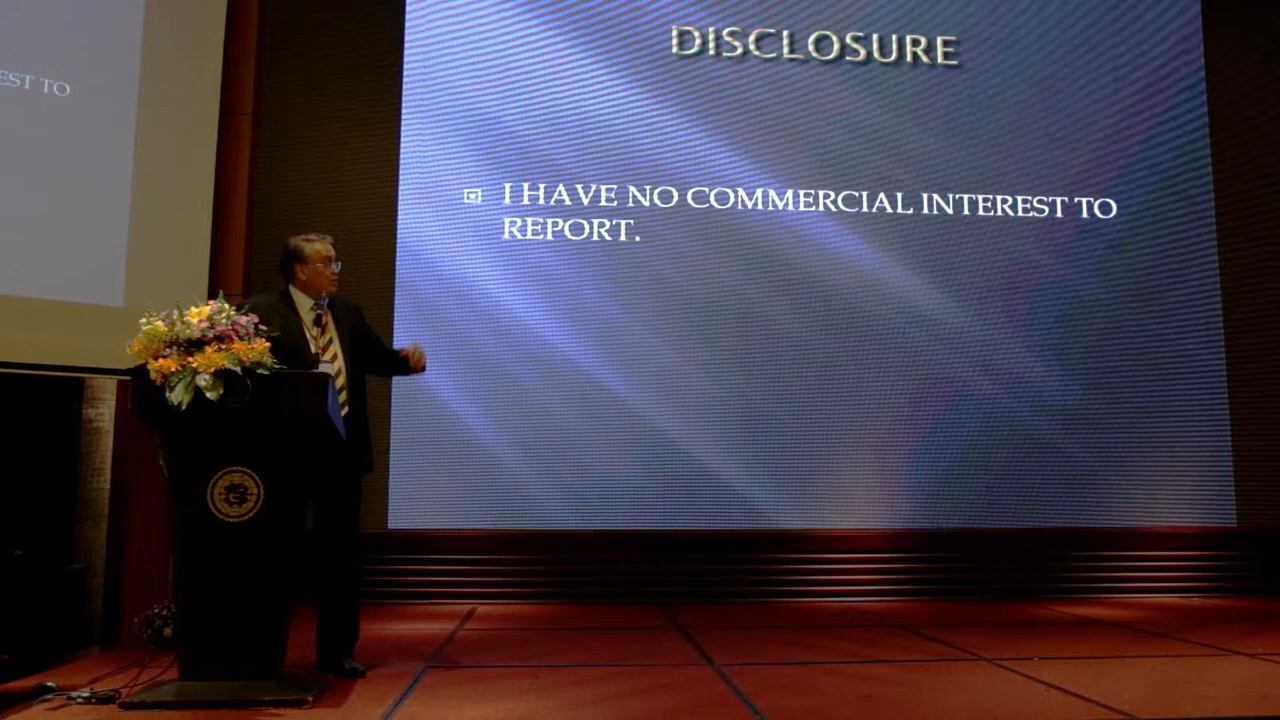 EST TO
DISCLOSURE
I HAVE NO COMMERCIAL INTEREST TO
REPORT.